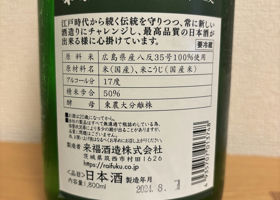 江戸時代から続く伝統を守りつつ、常に新しい
酒造りにチャレンジし、最高品質の日本酒が
出来る様に心掛けています。
要冷蔵
原料米 広島県産八反35号100%使用
原材料名 米(国産)、米こうじ(国産米)
アルコール分 17度
精米歩合 50%
酵母 東農大分離株
製造者 来福酒造株式会社
茨城県筑西市村田1626
https://raifuku.co.jp
日本酒
1,800ml
製造年月
2024.8.